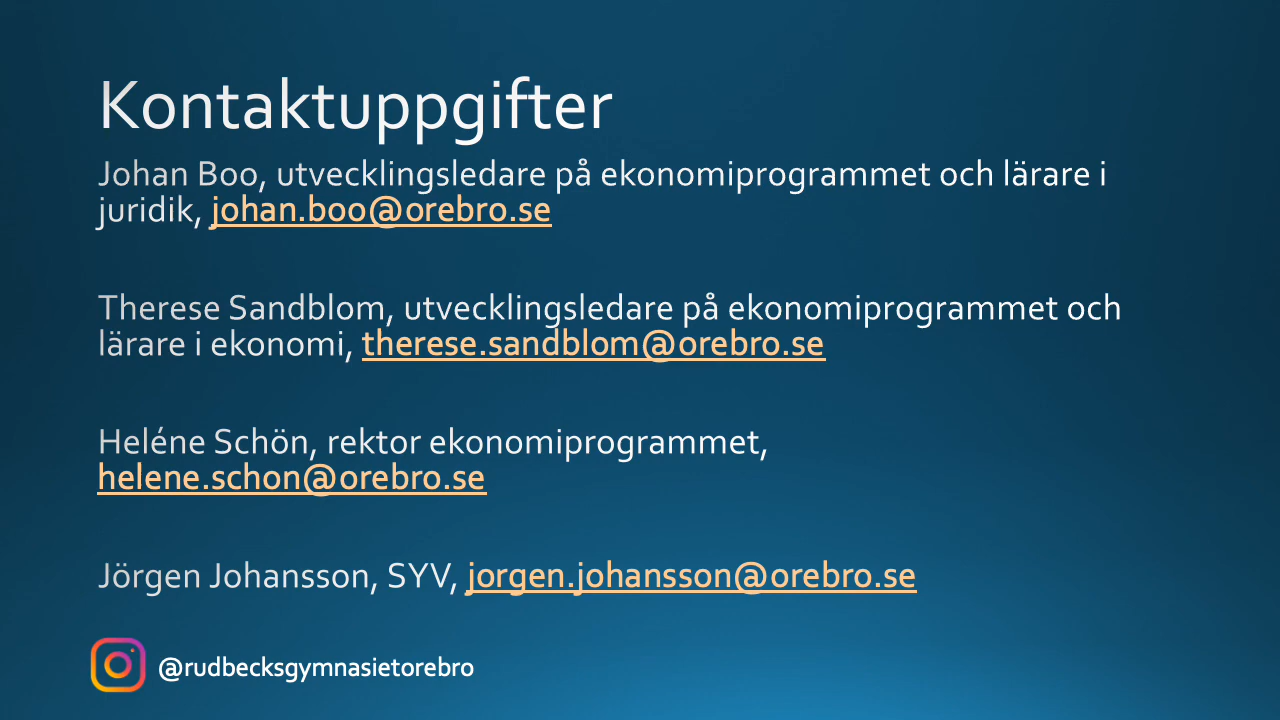 Kontaktuppgifter
Johan Boo, utvecklingsledare på ekonomiprogrammet och lärare i
juridik, johan.boo@orebro.se
Therese Sandblom, utvecklingsledare på ekonomiprogrammet och
lärare i ekonomi, therese.sandblom@orebro.se
Heléne Schön, rektor ekonomiprogrammet,
helene.schon@orebro.se
Jörgen Johansson, SYV, jorgen.johansson@orebro.se
@rudbecksgymnasietorebro